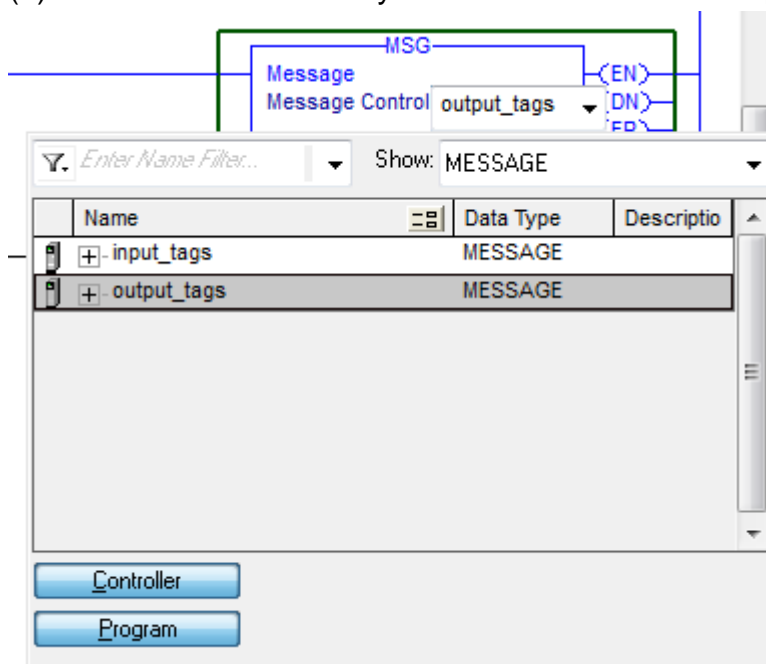 MSG
Message (EN)
Message Control output_tags (DN)
Enter Name Filter... Show: MESSAGE
Name Data Type Descriptio
input_tags MESSAGE
output_tags MESSAGE
Controller
Program